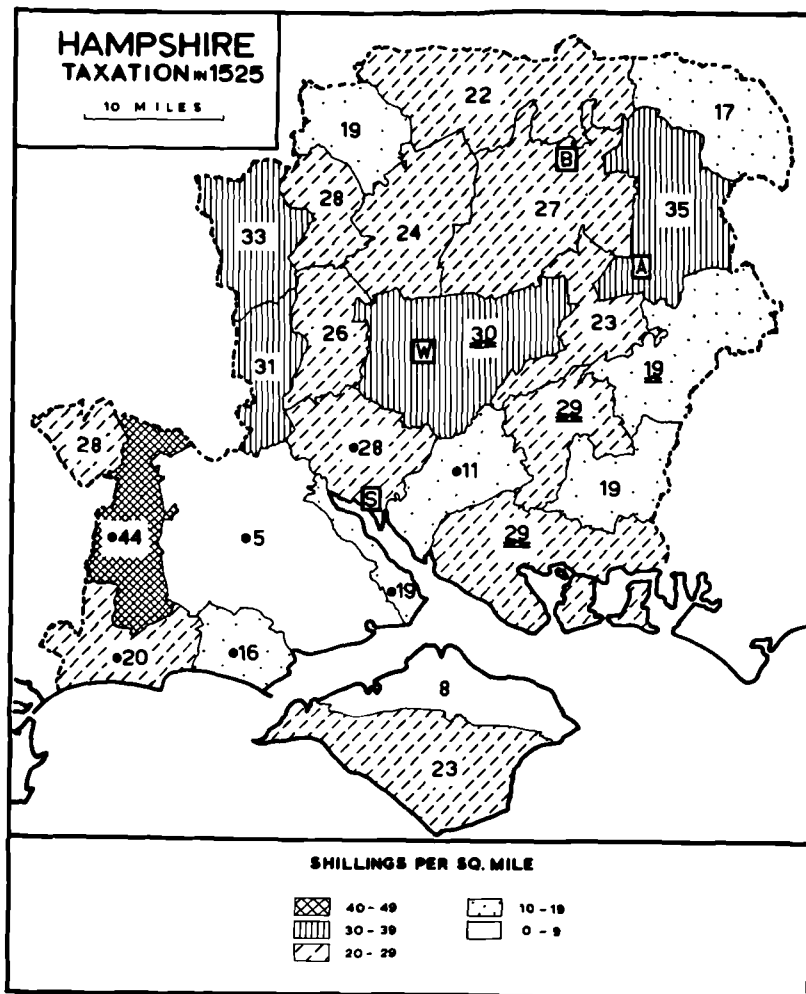 HAMPSHIRE
TAXATION IN 1525
10 MILES
22
17
19
B
28
27
35
33
24
A
30
23
26
W
19
31
29
28
28
11
19
S
44
5
29
19
20
16
8
23
SHILLINGS PER SQ. MILE
40 - 49
10 - 19
30 - 39
0 - 9
20 - 29